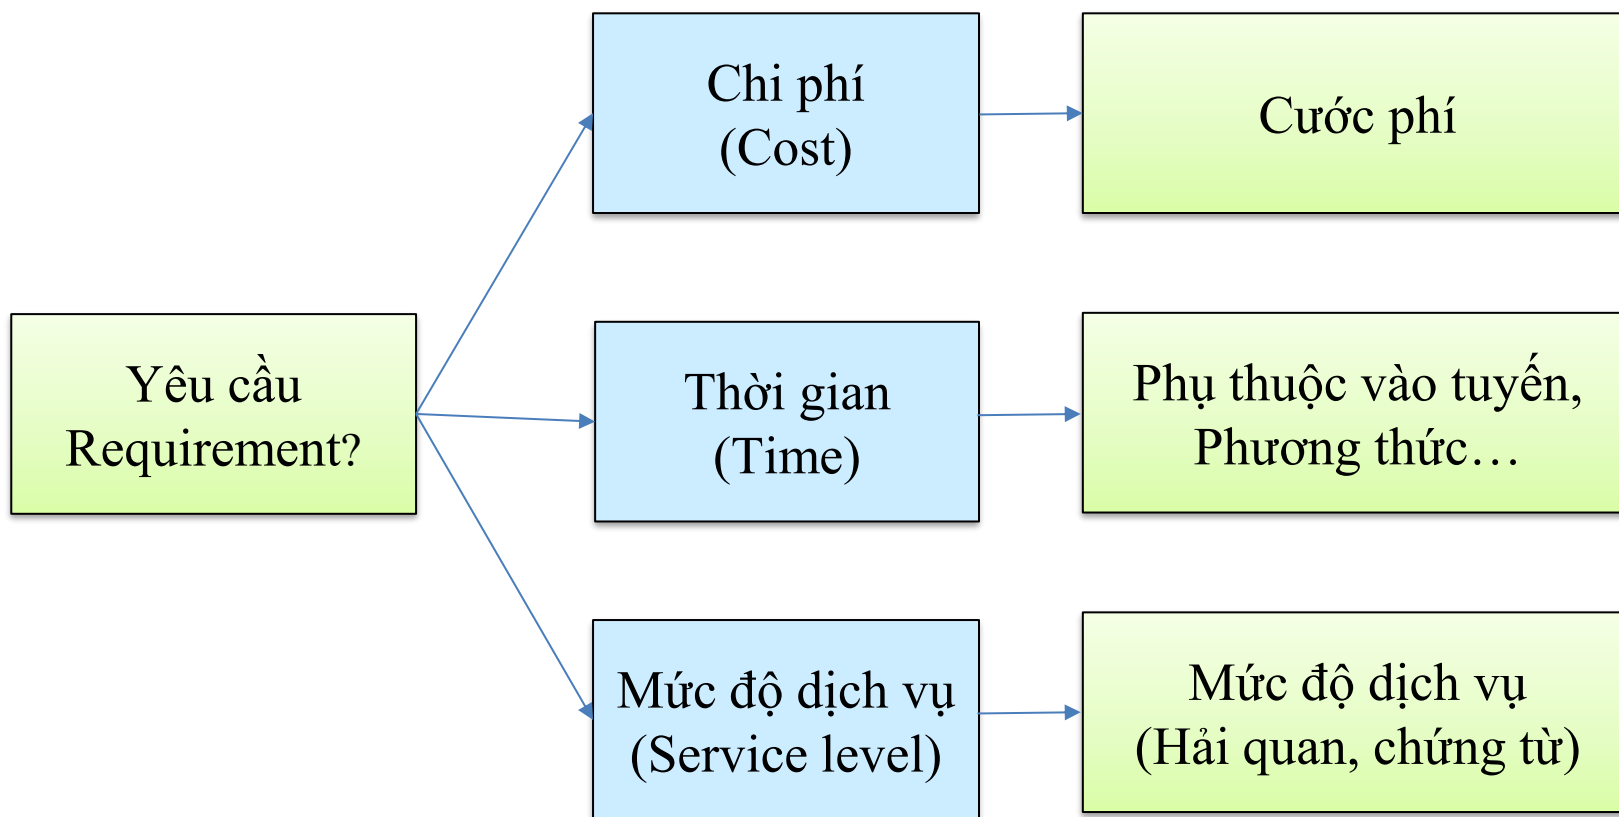 Chi phí
(Cost)
Cước phí
Yêu cầu
Requirement?
Thời gian
(Time)
Phụ thuộc vào tuyến,
Phương thức…
Mức độ dịch vụ
(Service level)
Mức độ dịch vụ
(Hải quan, chứng từ)